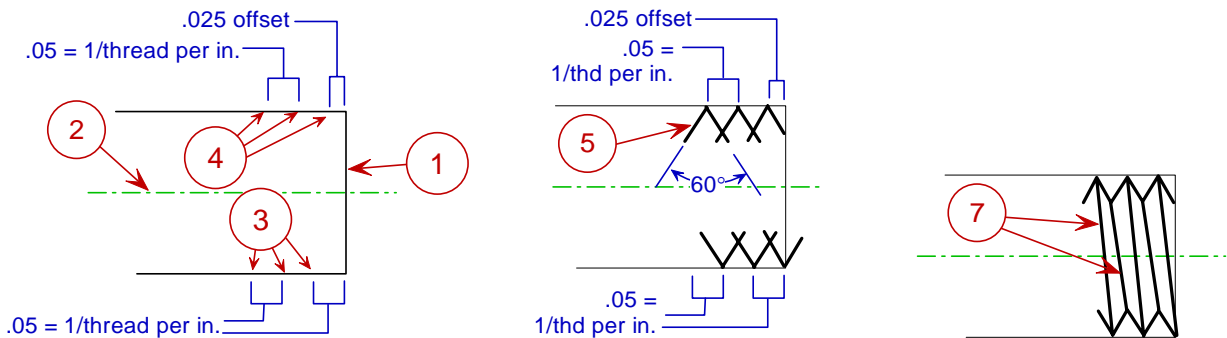 .025 offset
.05 = 1/thread per in.
2
4
1
3
.05 = 1/thread per in.
.025 offset
.05 =
1/thd per in.
5
60°
.05 =
1/thd per in.
7